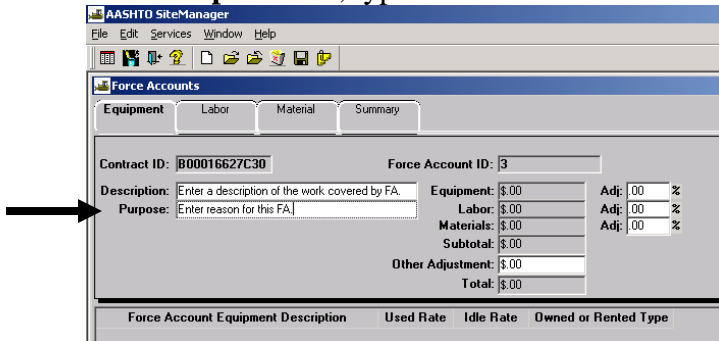 AASHTO SiteManager
File Edit Services Window Help
Force Accounts
Equipment Labor Material Summary
Contract ID: B00016627C30 Force Account ID: 3
Description: Enter a description of the work covered by FA. Equipment: $.00 Adj: .00 %
Purpose: Enter reason for this FA. Labor: $.00 Adj: .00 %
Materials: $.00 Adj: .00 %
Subtotal: $.00
Other Adjustment: $.00
Total: $.00
Force Account Equipment Description Used Rate Idle Rate Owned or Rented Type